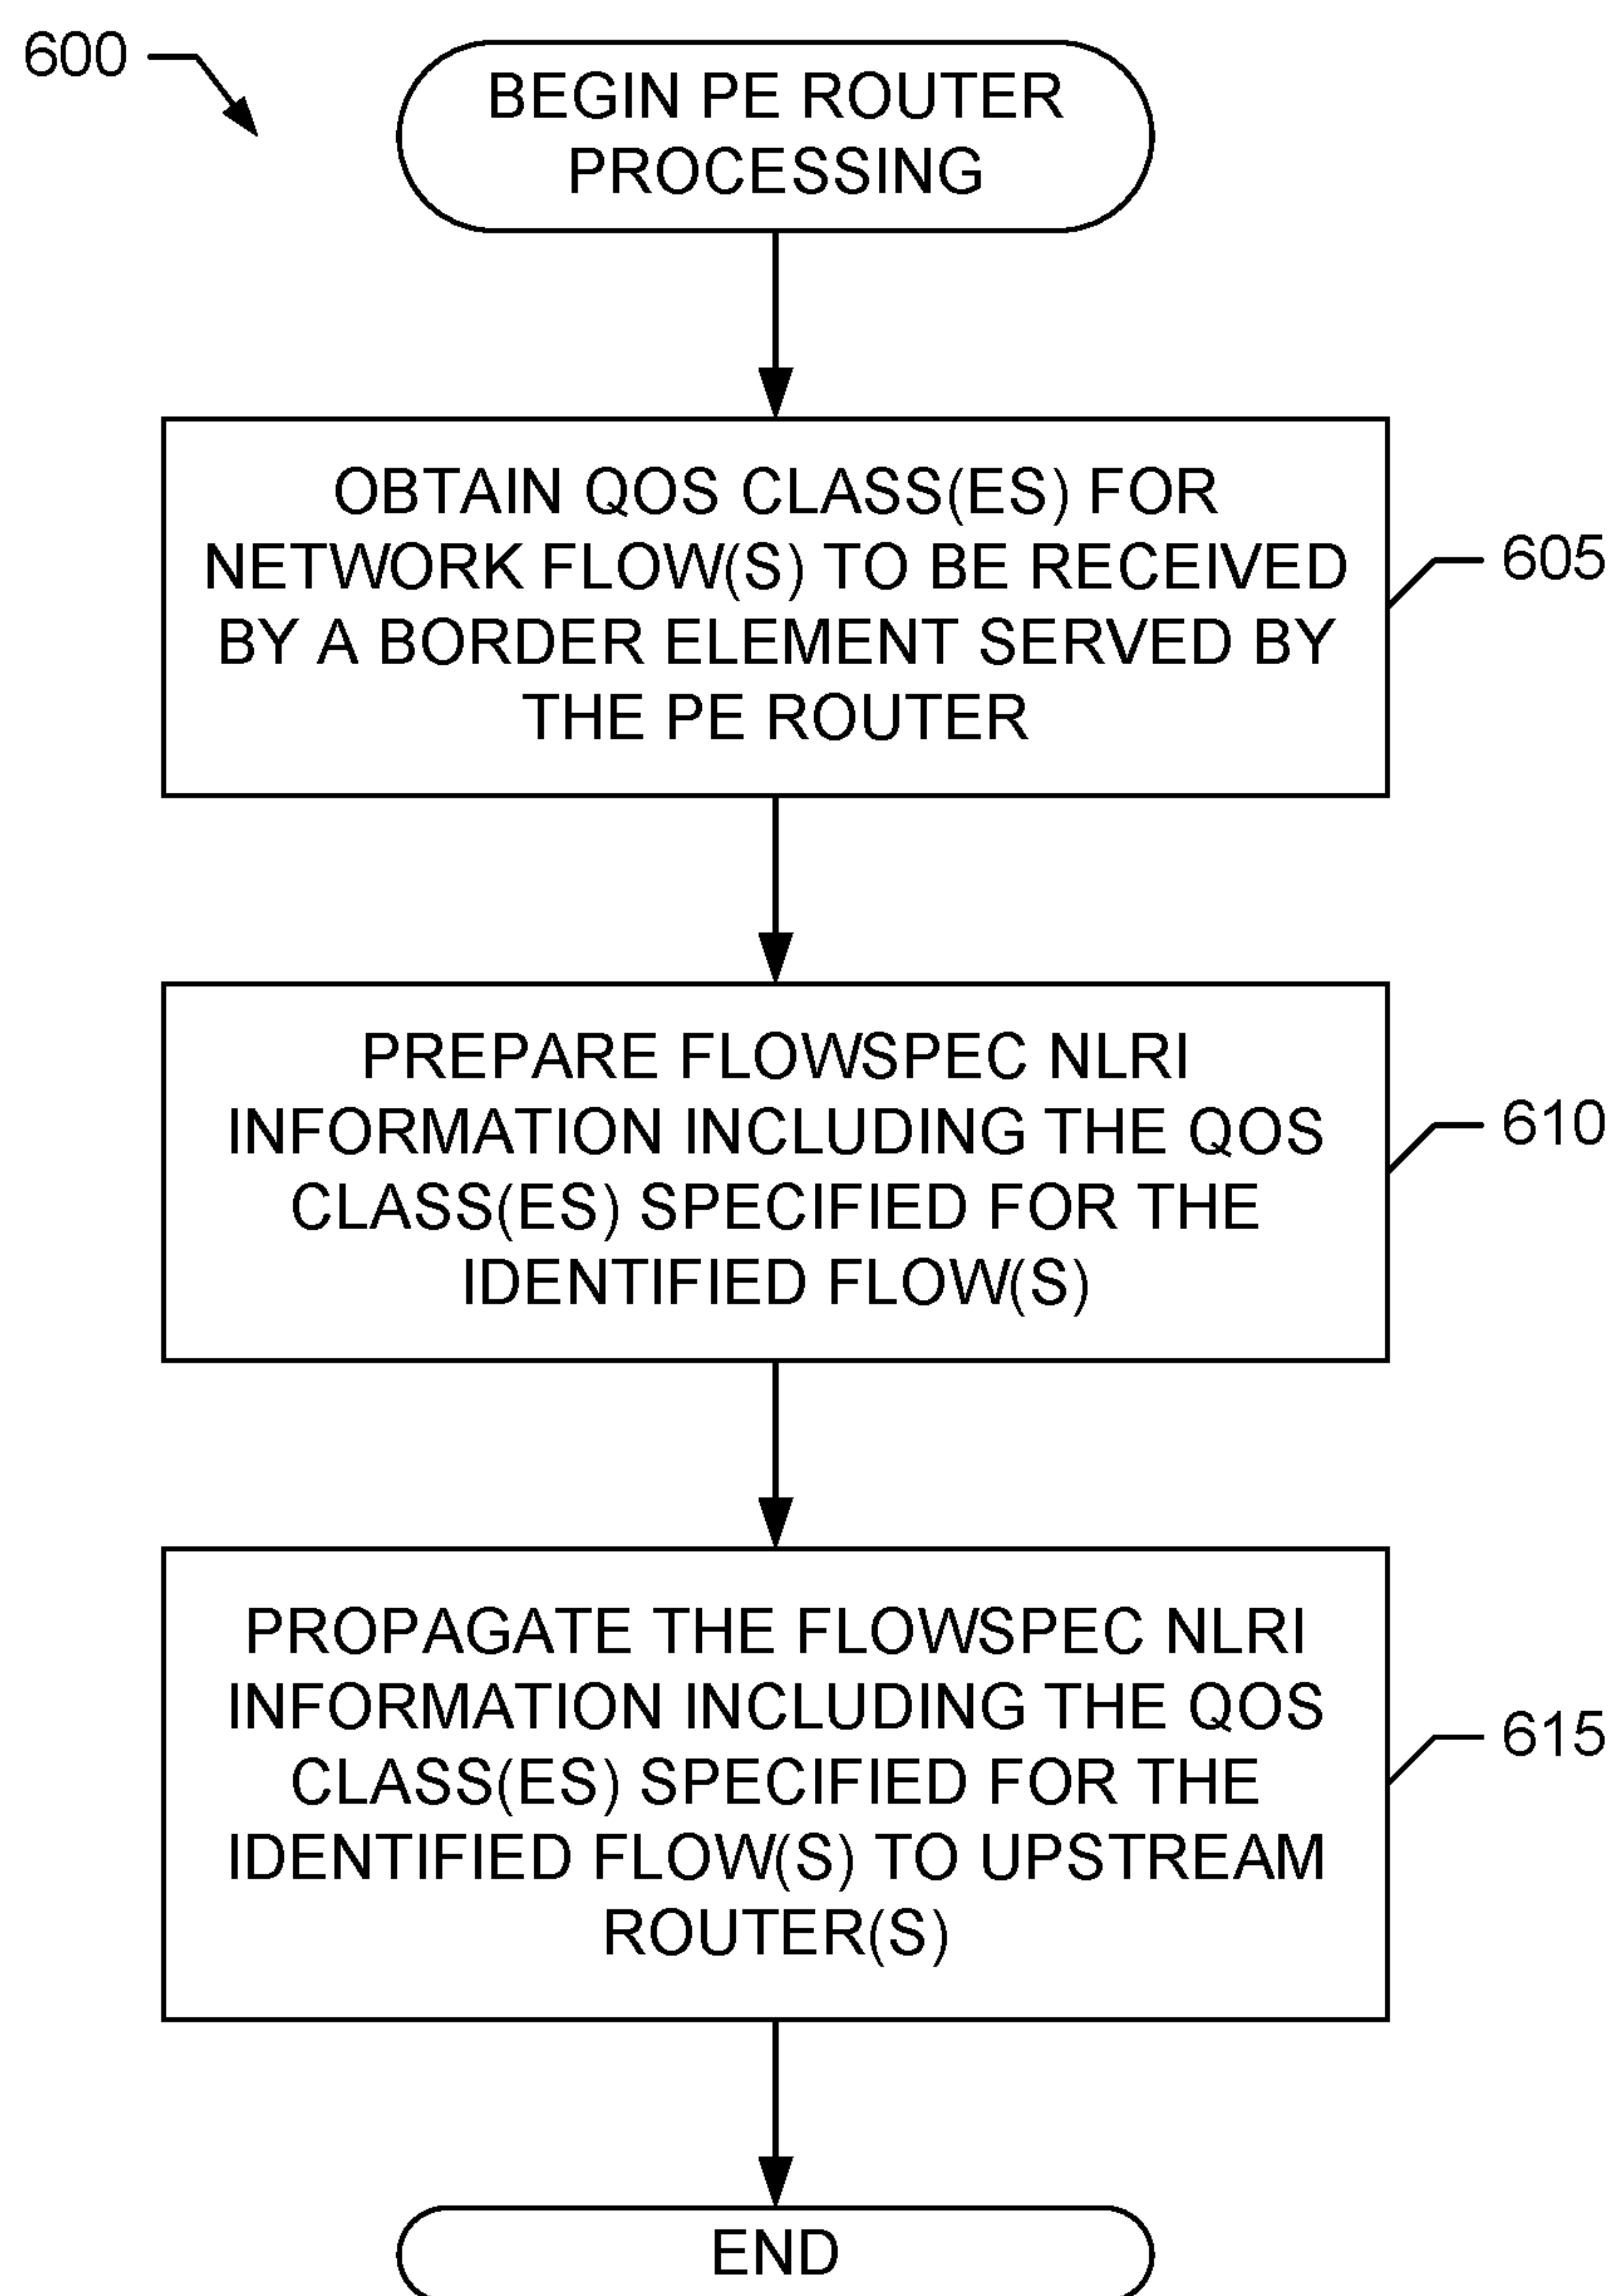 600
BEGIN PE ROUTER
PROCESSING
OBTAIN QOS CLASS(ES) FOR
NETWORK FLOW(S) TO BE RECEIVED
BY A BORDER ELEMENT SERVED BY
THE PE ROUTER
605
PREPARE FLOWSPEC NLRI
INFORMATION INCLUDING THE QOS
CLASS(ES) SPECIFIED FOR THE
IDENTIFIED FLOW(S)
610
PROPAGATE THE FLOWSPEC NLRI
INFORMATION INCLUDING THE QOS
CLASS(ES) SPECIFIED FOR THE
IDENTIFIED FLOW(S) TO UPSTREAM
ROUTER(S)
615
END